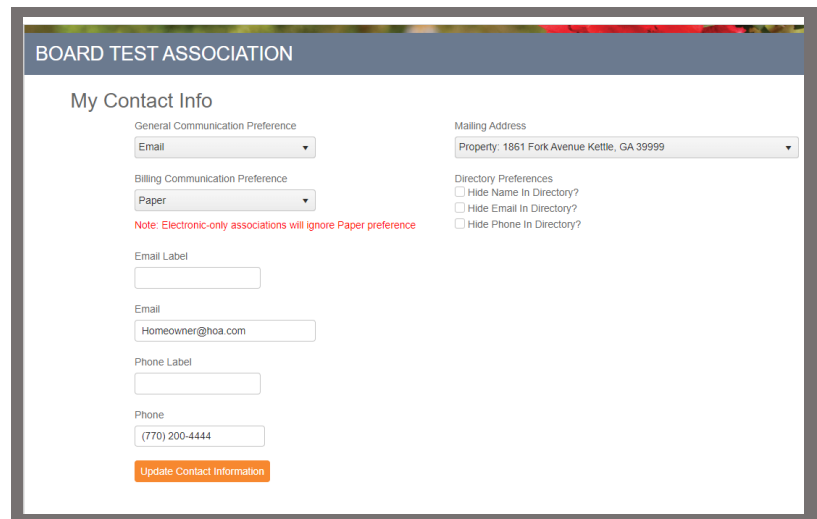 BOARD TEST ASSOCIATION
My Contact Info
General Communication Preference
Email
Billing Communication Preference
Paper
Note: Electronic-only associations will ignore Paper preference
Email Label
Email
Homeowner@hoa.com
Phone Label
Phone
(770) 200-4444
Update Contact Information
Mailing Address
Property: 1861 Fork Avenue Kettle, GA 39999
Directory Preferences
Hide Name In Directory?
Hide Email In Directory?
Hide Phone In Directory?